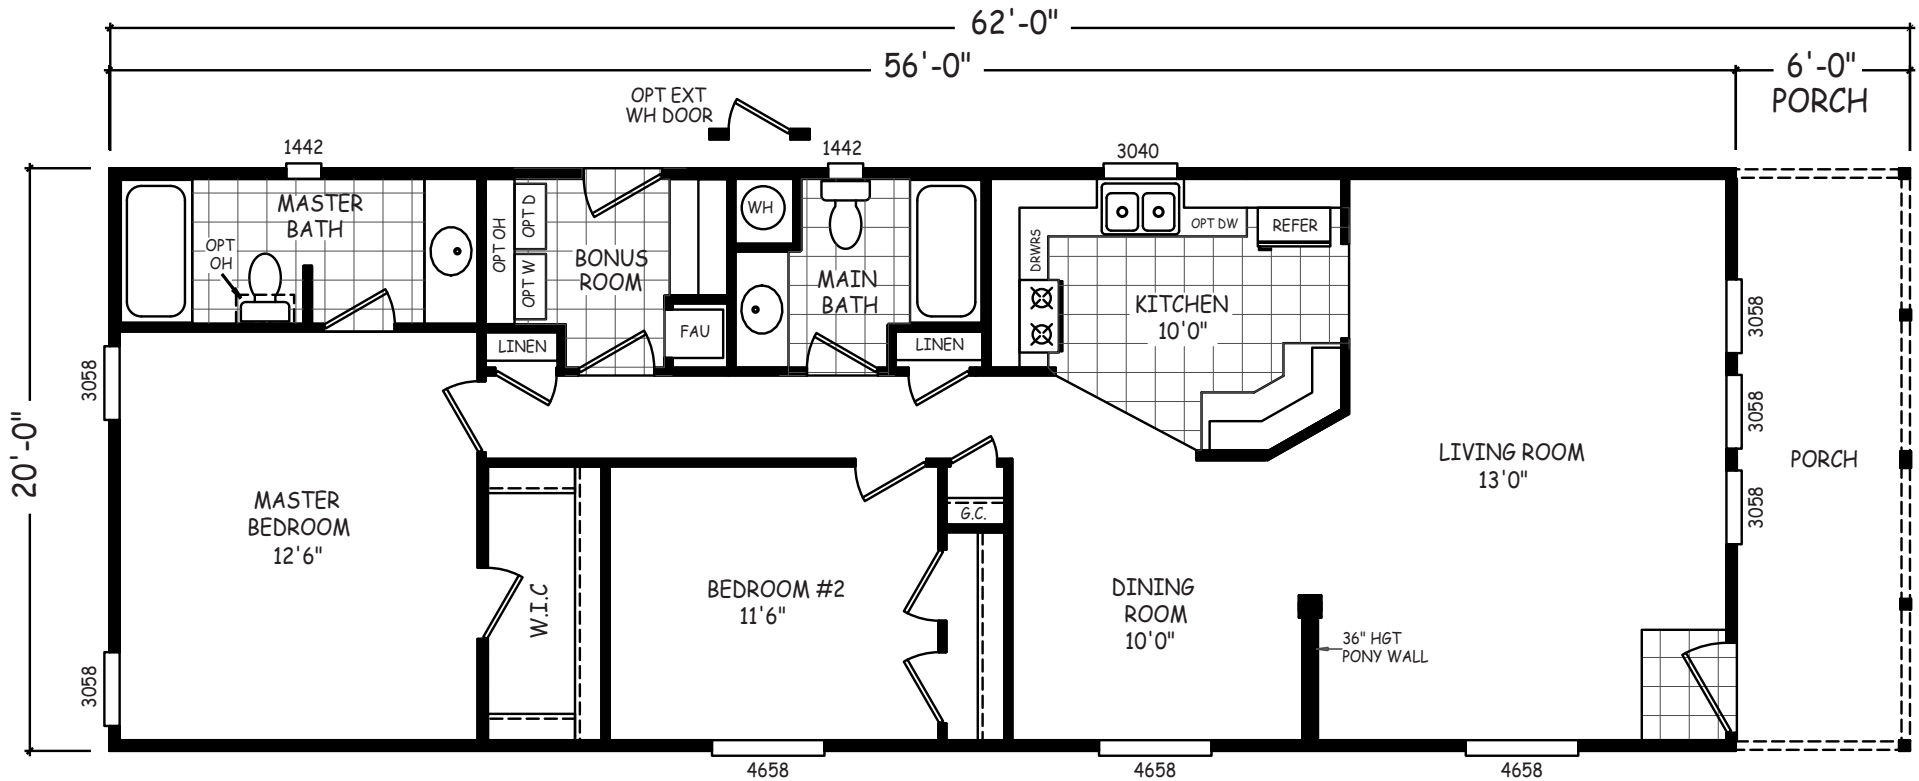 62'-0"
56'-0"
6'-0"
PORCH
OPT EXT
WH DOOR
1442
1442
3040
MASTER
BATH
OPT
OH
OPT OH
OPT D
OPT W
BONUS
ROOM
FAU
LINEN
WH
MAIN
BATH
LINEN
DRWRS
OPT DW
REFER
KITCHEN
10'0"
3058
3058
3058
3058
3058
20'-0"
MASTER
BEDROOM
12'6"
W.I.C
BEDROOM #2
11'6"
G.C.
DINING
ROOM
10'0"
36" HGT
PONY WALL
LIVING ROOM
13'0"
PORCH
4658
4658
4658